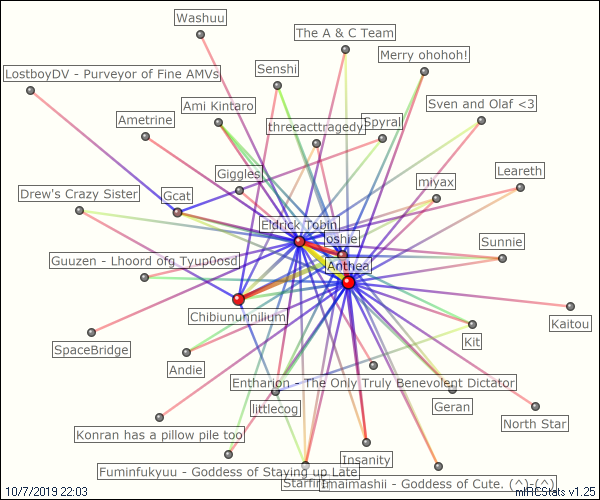 Washuu
The A & C Team
Merry ohohoh!
LostboyDV - Purveyor of Fine AMVs
Senshi
Ami Kintaro
Sven and Olaf <3
Ametrine
threeacttragedy
Spyral
Giggles
Leareth
Drew's Crazy Sister
Gcat
miyax
Eldrick Tobin
oshie
Sunnie
Guuzen - Lhoord ofg Tyup0osd
Anthea
Chibiununnilium
Kaitou
SpaceBridge
Kit
Andie
Entharion - The Only Truly Benevolent Dictator
littlecog
Geran
North Star
Konran has a pillow pile too
Insanity
Fuminfukyuu - Goddess of Staying up Late
Starfire
Imaimashii - Goddess of Cute. (^)-(^)
10/7/2019 22:03
mIRCStats v1.25